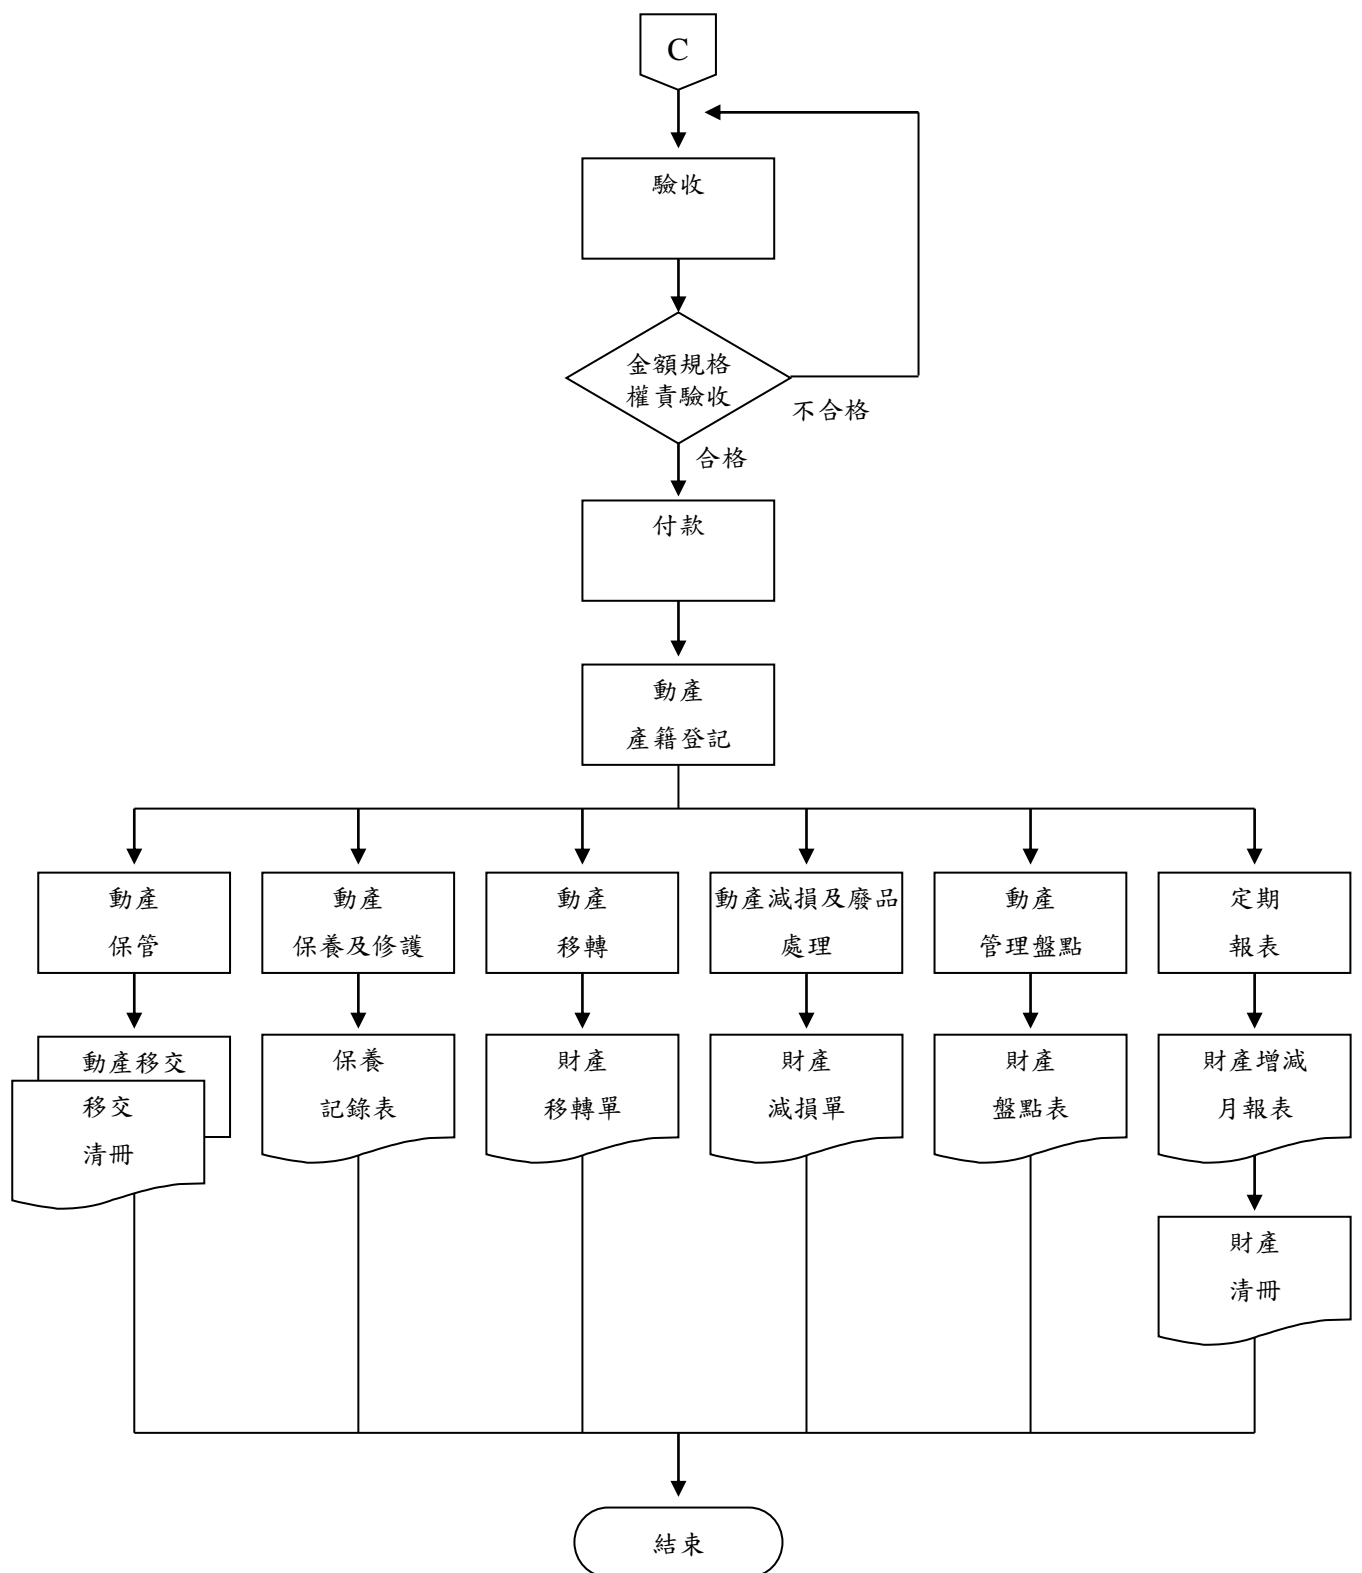 C
驗收
金額規格
權責驗收
不合格
合格
付款
動產
產籍登記
動產
保管
動產
保養及修護
動產
移轉
動產減損及廢品
處理
動產
管理盤點
定期
報表
動產移交
移交
清冊
保養
記錄表
財產
移轉單
財產
減損單
財產
盤點表
財產增減
月報表
財產
清冊
結束